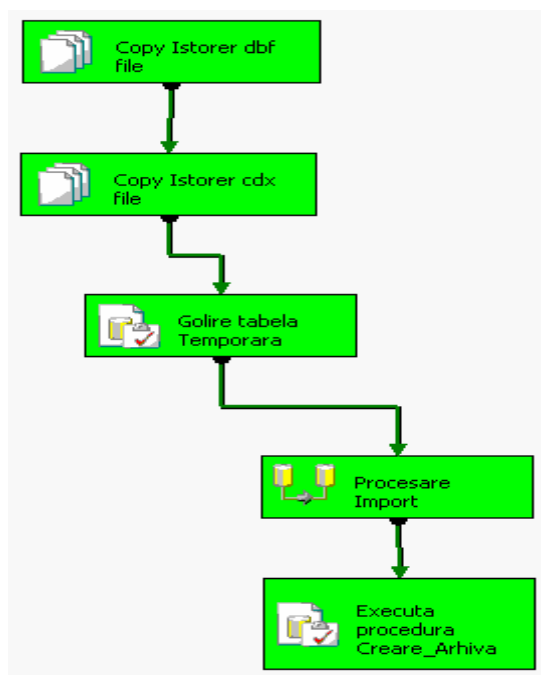 Copy Istorer dbf
file
Copy Istorer cdx
file
Golire tabela
Temporara
Procesare
Import
Executa
procedura
Creare_Arhiva